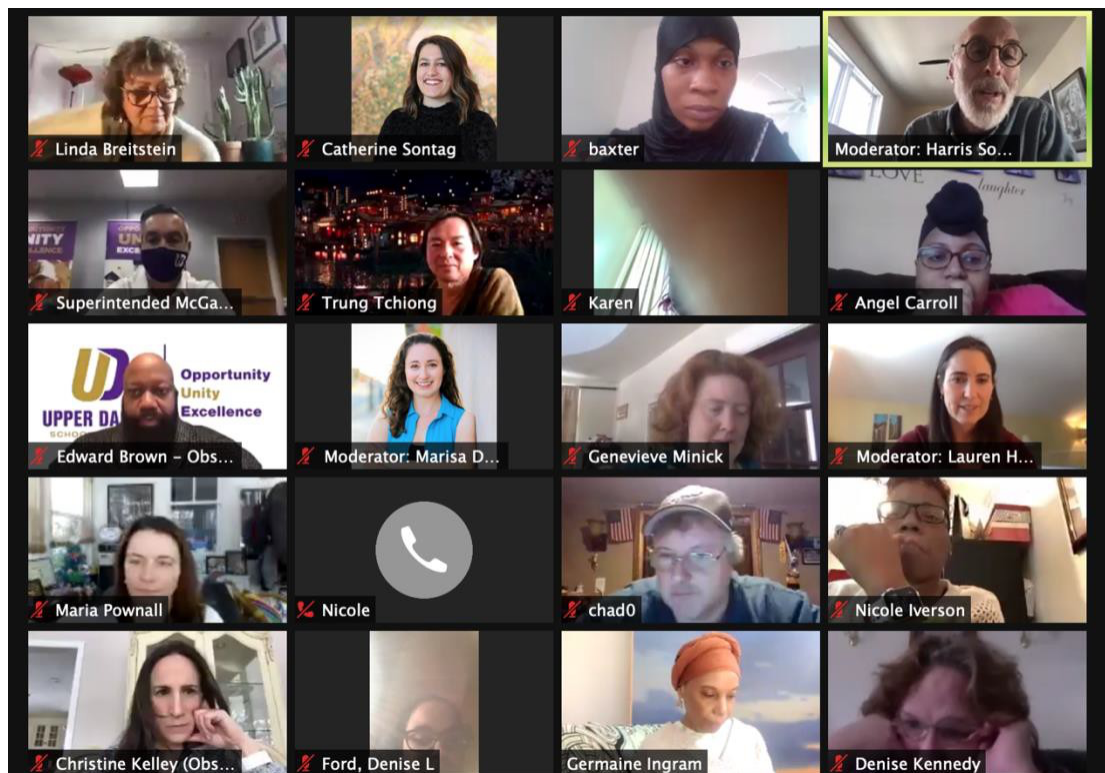 Linda Breitstein
Catherine Sontag
baxter
Moderator: Harris So...
UNITY
EXCELLENCE
Superintended McGa...
Trung Tchiong
Karen
LOVE
laughter
Angel Carroll
UD
UPPER DA
SCHOO
Opportunity
Unity
Excellence
Edward Brown – Obs...
Moderator: Marisa D...
Genevieve Minick
Moderator: Lauren H...
Maria Pownall
Nicole
chad0
Nicole Iverson
Christine Kelley (Obs...
Ford, Denise L
Germaine Ingram
Denise Kennedy